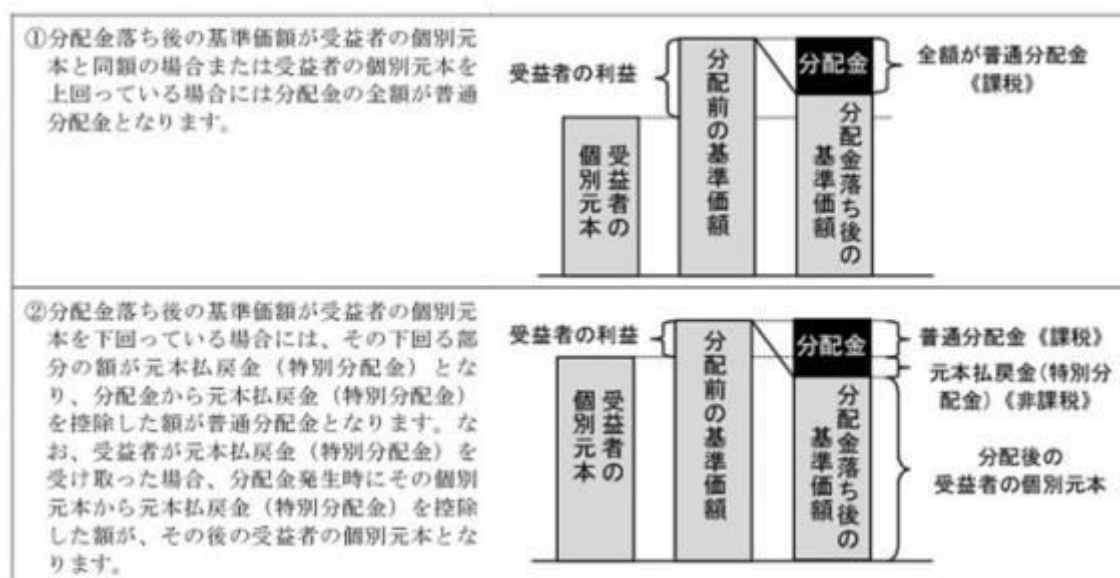 ①分配金落ち後の基準価額が受益者の個別元
本と同額の場合または受益者の個別元本を
上回っている場合には分配金の全額が普通
分配金となります。
受益者の利益
受益者の
個別元本
分配前の基準価額
分配金
分配金落ち後の
基準価額
全額が普通分配金
《課税》
②分配金落ち後の基準価額が受益者の個別元
本を下回っている場合には、その下回る部
分の額が元本払戻金（特別分配金）とな
り、分配金から元本払戻金（特別分配金）
を控除した額が普通分配金となります。な
お、受益者が元本払戻金（特別分配金）を
受け取った場合、分配金発生時にその個別
元本から元本払戻金（特別分配金）を控除
した額が、その後の受益者の個別元本とな
ります。
受益者の利益
受益者の
個別元本
分配前の基準価額
分配金
分配金落ち後の
基準価額
普通分配金《課税》
元本払戻金(特別分
配金)《非課税》
分配後の
受益者の個別元本